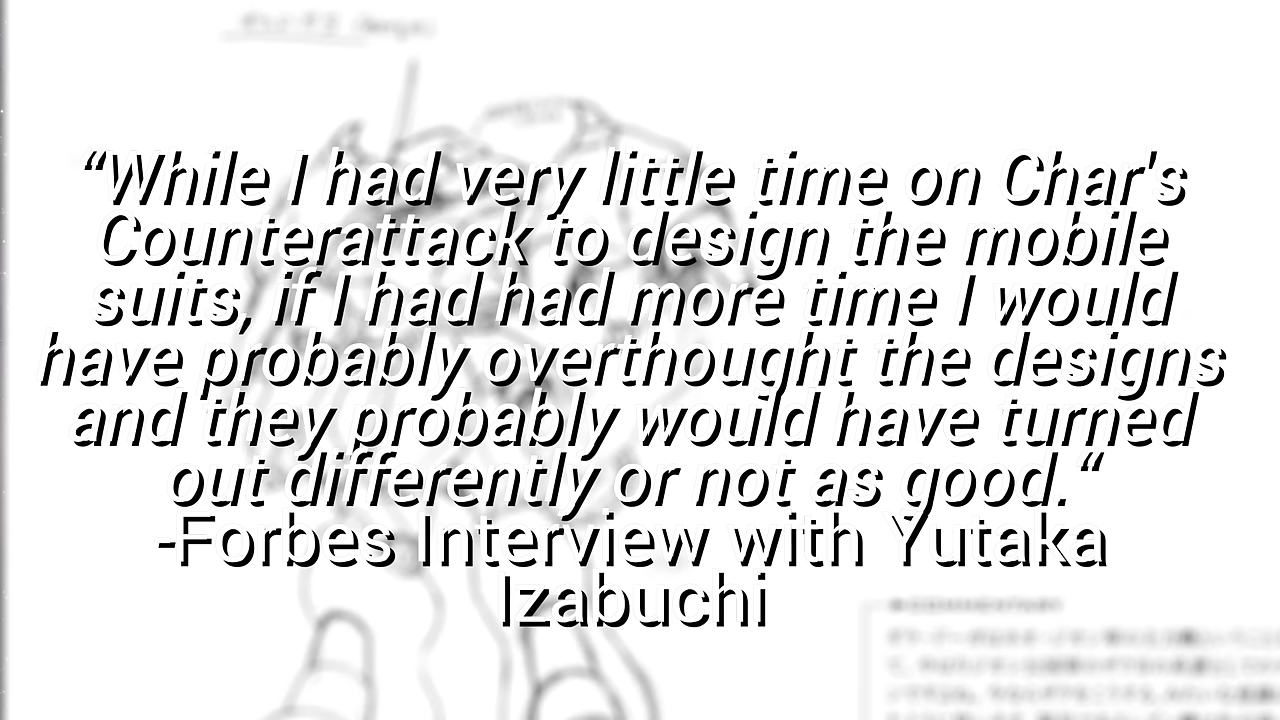 “While I had very little time on Char's
Counterattack to design the mobile
suits, if I had had more time I would
have probably overthought the designs
and they probably would have turned
out differently or not as good.“
-Forbes Interview with Yutaka
Izabuchi